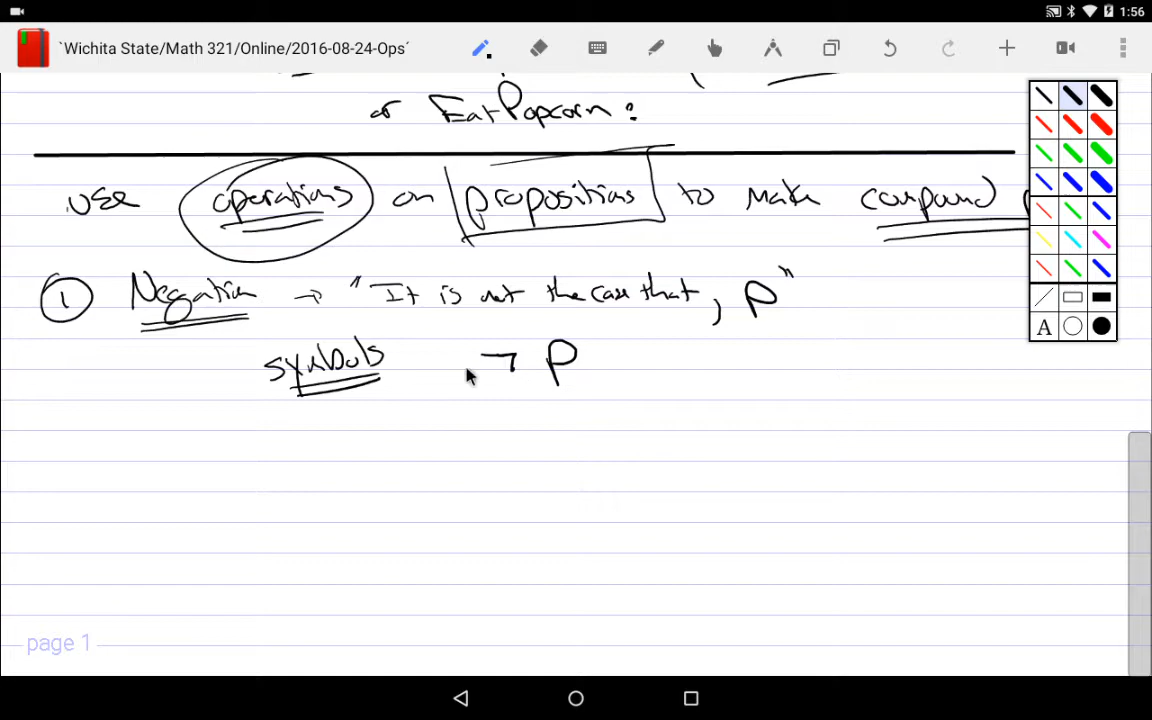 1:56
`Wichita State/Math 321/Online/2016-08-24-Ops´
or EatPopcorn:
use operations on propositions to make compound
① Negation → "It is not the case that, P"
symbols ¬ P
A
page 1